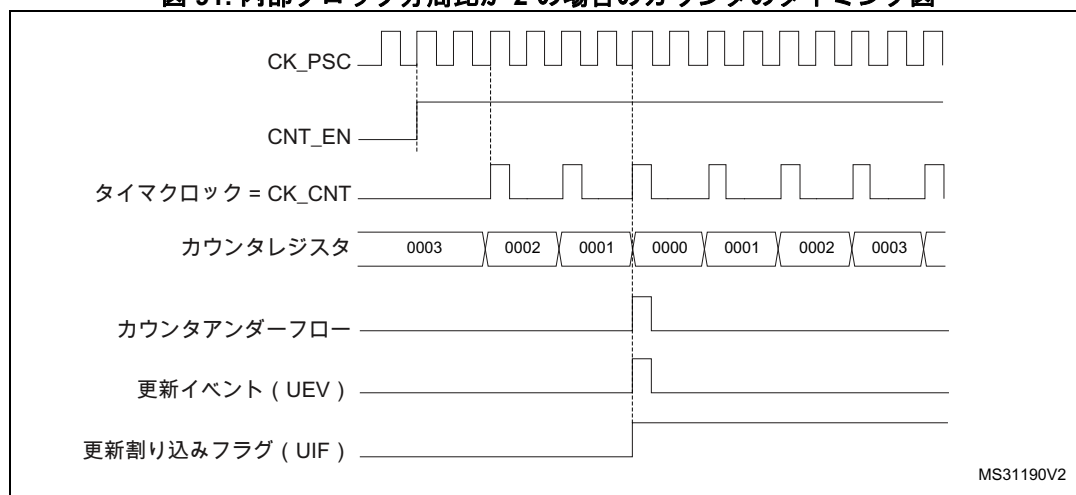 図 91. 内部クロック分周比が 2 の場合のカウンタのタイミング図
CK_PSC
CNT_EN
タイマクロック = CK_CNT
カウンタレジスタ
0003 0002 0001 0000 0001 0002 0003
カウンタアンダーフロー
更新イベント ( UEV )
更新割り込みフラグ ( UIF )
MS31190V2